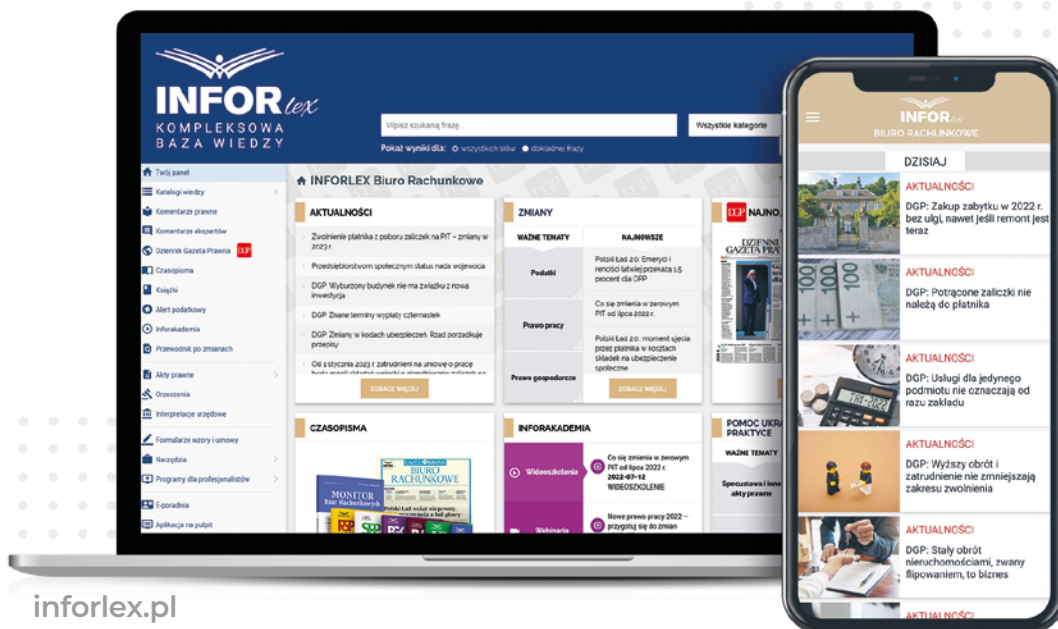 INFOR lex
KOMPLEKSOWA
BAZA WIEDZY
Wpisz szukaną frazę...
Wszystkie kategorie
Pokaż wyniki dla: wszystkich słów dokładnej frazy
Twój panel
Katalogi wiedzy
Komentarze prawne
Komentarze ekspertów
Dziennik Gazeta Prawna DGP
Czasopisma
Książki
Alert podatkowy
Inforakademia
Przewodnik po zmianach
Akty prawne
Orzeczenia
Interpretacje urzędowe
Formularze wzory i umowy
Narzędzia
Programy dla profesjonalistów
E-poradnia
Aplikacja na pulpit
INFORLEX Biuro Rachunkowe
AKTUALNOŚCI
Zwolnienie płatnika z poboru zaliczek na PIT – zmiany w
2023 r.
Przedsiębiorstwom społecznym status nada wojewoda
DGP: Wyburzony budynek nie ma związku z nową
inwestycją
DGP: Znane terminy wypłaty czternastek
DGP: Zmiany w kodach ubezpieczeń. Rząd porządkuje
przepisy
Od 1 stycznia 2023 r. zatrudnieni na umowę o pracę
ZOBACZ WIĘCEJ
ZMIANY
WAŻNE TEMATY
NAJNOWSZE
Podatki
Prawo pracy
Prawo gospodarcze
Polski Ład 2.0: Emeryci i
renciści łatwiej przekażą 1,5
procent dla OPP
Co się zmienia w zerowym
PIT od lipca 2022 r.
Polski Ład 2.0: moment ujęcia
przez płatnika w kosztach
składek na ubezpieczenie
społeczne
ZOBACZ WIĘCEJ
DGP NAJNO
DZIENNI
GAZETA PRA
CZASOPISMA
MONITOR
BIURO
RACHUNKOWE
INFORAKADEMIA
Wideoszkolenia
Co się zmienia w zerowym
PIT od lipca 2022 r.
2022-07-12
WIDEOSZKOLENIE
Webinaria
Nowe prawo pracy 2022 –
przygotuj się do zmian
POMOC UKRA
PRAKTYCE
WAŻNE TEMATY
Specustawa i inne
akty prawne
INFOR lex
BIURO RACHUNKOWE
DZISIAJ
AKTUALNOŚCI
DGP: Zakup zabytku w 2022 r.
bez ulgi, nawet jeśli remont jest
teraz
AKTUALNOŚCI
DGP: Potrącone zaliczki nie
należą do płatnika
AKTUALNOŚCI
DGP: Usługi dla jedynego
podmiotu nie oznaczają od
razu zakładu
AKTUALNOŚCI
DGP: Wyższy obrót i
zatrudnienie nie zmniejszają
zakresu zwolnienia
AKTUALNOŚCI
DGP: Stały obrót
nieruchomościami, zwany
flipowaniem, to biznes
AKTUALNOŚCI
inforlex.pl